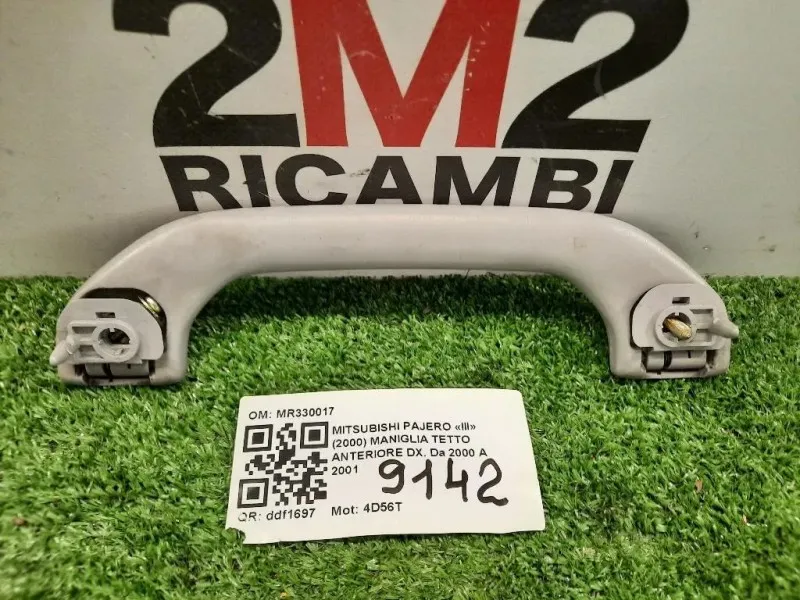 2M2
RICAMBI
OM: MR330017
MITSUBISHI PAJERO «III»
(2000) MANIGLIA TETTO
ANTERIORE DX. Da 2000 A
2001
9142
QR: ddf1697 Mot: 4D56T